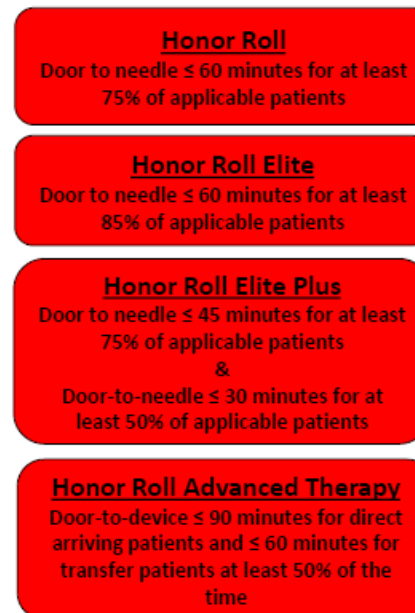 Honor Roll
Door to needle ≤ 60 minutes for at least
75% of applicable patients
Honor Roll Elite
Door to needle ≤ 60 minutes for at least
85% of applicable patients
Honor Roll Elite Plus
Door to needle ≤ 45 minutes for at least
75% of applicable patients
&
Door-to-needle ≤ 30 minutes for at
least 50% of applicable patients
Honor Roll Advanced Therapy
Door-to-device ≤ 90 minutes for direct
arriving patients and ≤ 60 minutes for
transfer patients at least 50% of the
time